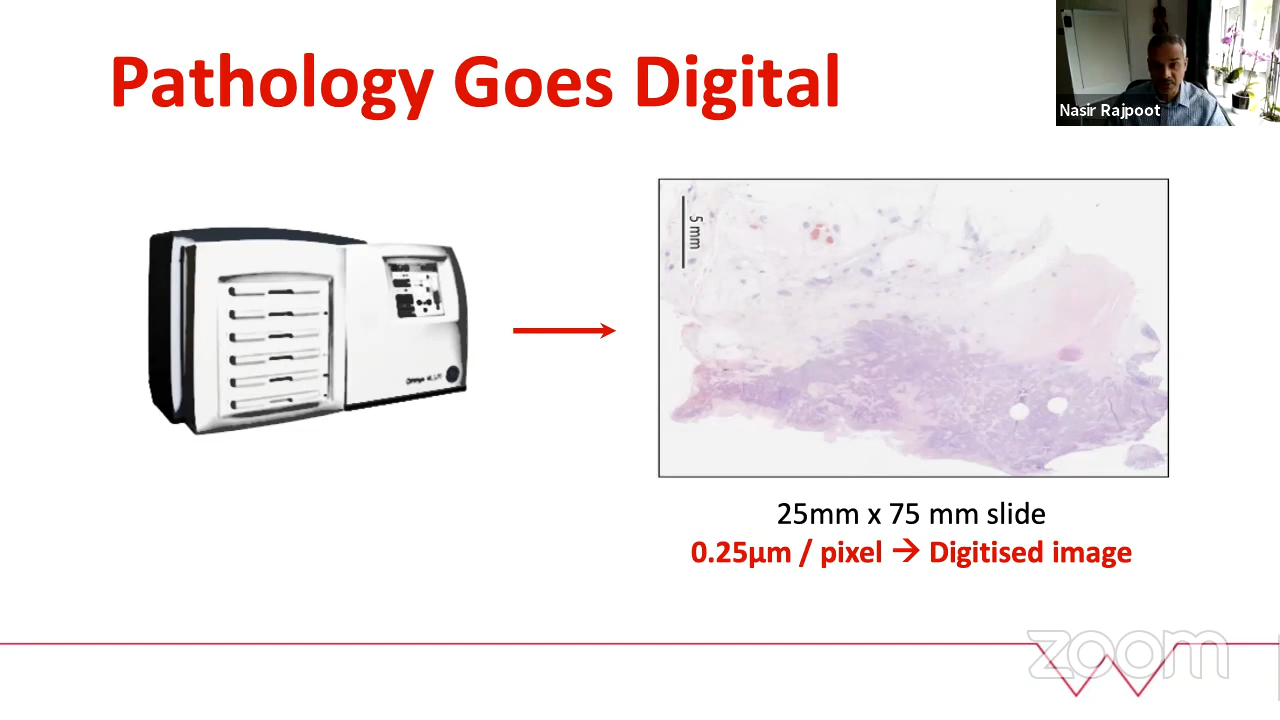 Pathology Goes Digital
Nasir Rajpoot
5 mm
25mm x 75 mm slide
0.25µm / pixel → Digitised image
zoom